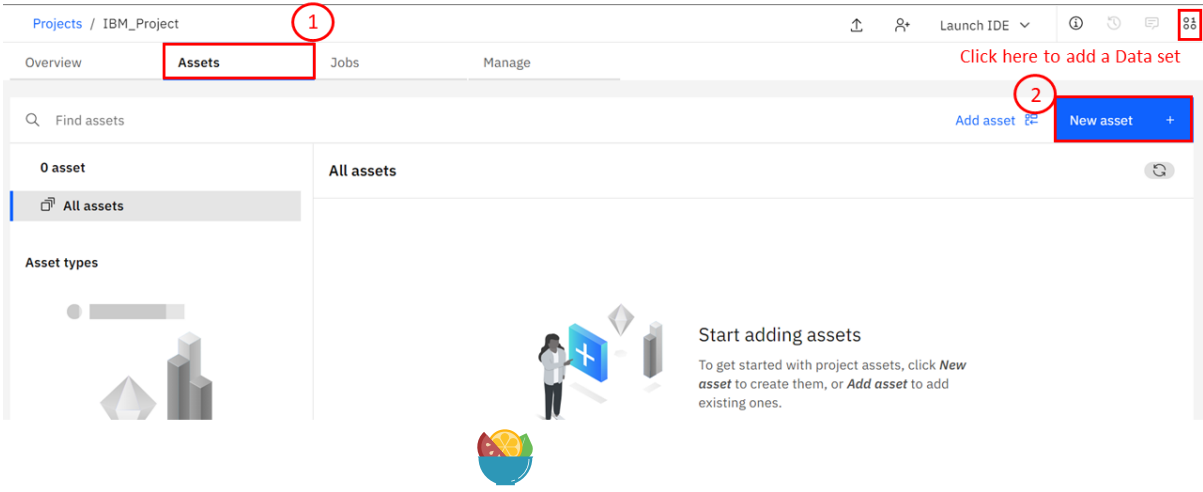 Projects / IBM_Project
1
Launch IDE
Overview
Assets
Jobs
Manage
Click here to add a Data set
2
Find assets
Add asset
New asset +
0 asset
All assets
All assets
Asset types
Start adding assets
To get started with project assets, click New
asset to create them, or Add asset to add
existing ones.